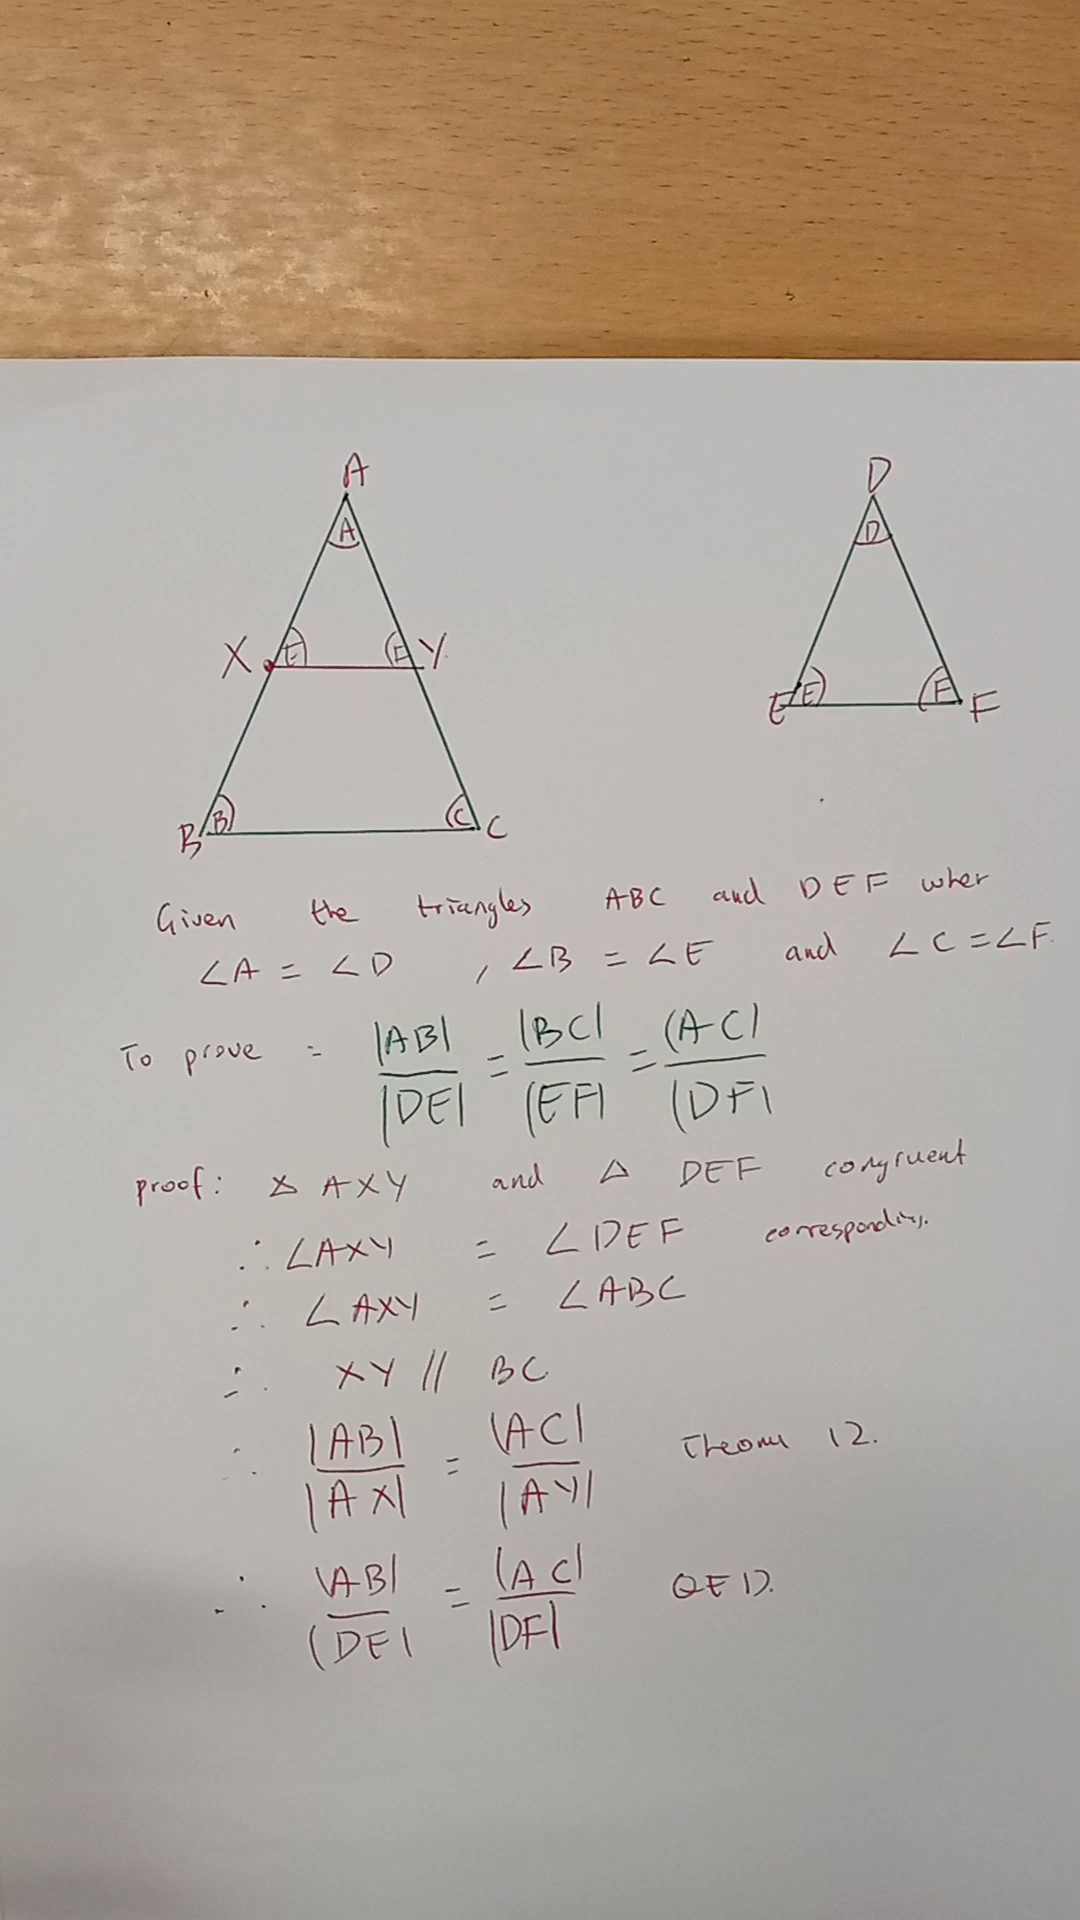 A
A
D
D
X
E
F
Y
E
E
F
F
B
B
C
C
Given the triangles ABC and DEF wher
∠A = ∠D , ∠B = ∠E and ∠C = ∠F.
To prove : |AB|/|DE| = |BC|/|EF| = |AC|/|DF|
proof: △ AXY and △ DEF congruent
∴ ∠AXY = ∠DEF corresponding.
∴ ∠AXY = ∠ABC
∴ XY // BC
∴ |AB|/|AX| = |AC|/|AY| 12.
∴ |AB|/|DE| = |AC|/|DF| QED.